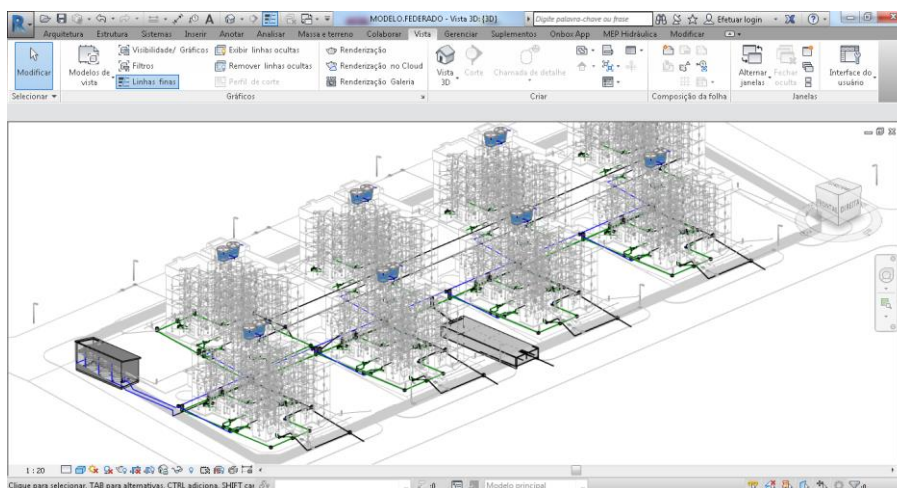 MODELO.FEDERADO - Vista 3D: {3D}
Digite palavra-chave ou frase
Efetuar login
Arquitetura Estrutura Sistemas Inserir Anotar Analisar Massa e terreno Colaborar Vista Gerenciar Suplementos Onbox App MEP Hidráulica Modificar
Modificar
Modelos de vista
Visibilidade/ Gráficos
Filtros
Linhas finas
Exibir linhas ocultas
Remover linhas ocultas
Perfil de corte
Renderização
Renderização no Cloud
Renderização Galeria
Vista 3D
Corte
Chamada de detalhe
Alternar janelas
Fechar oculta
Interface do usuário
Selecionar Gráficos Criar Composição da folha Janelas
FRONTAL DIREITA
1 : 20
Clique para selecionar, TAB para alternativas, CTRL adiciona, SHIFT car
:0
Modelo principal